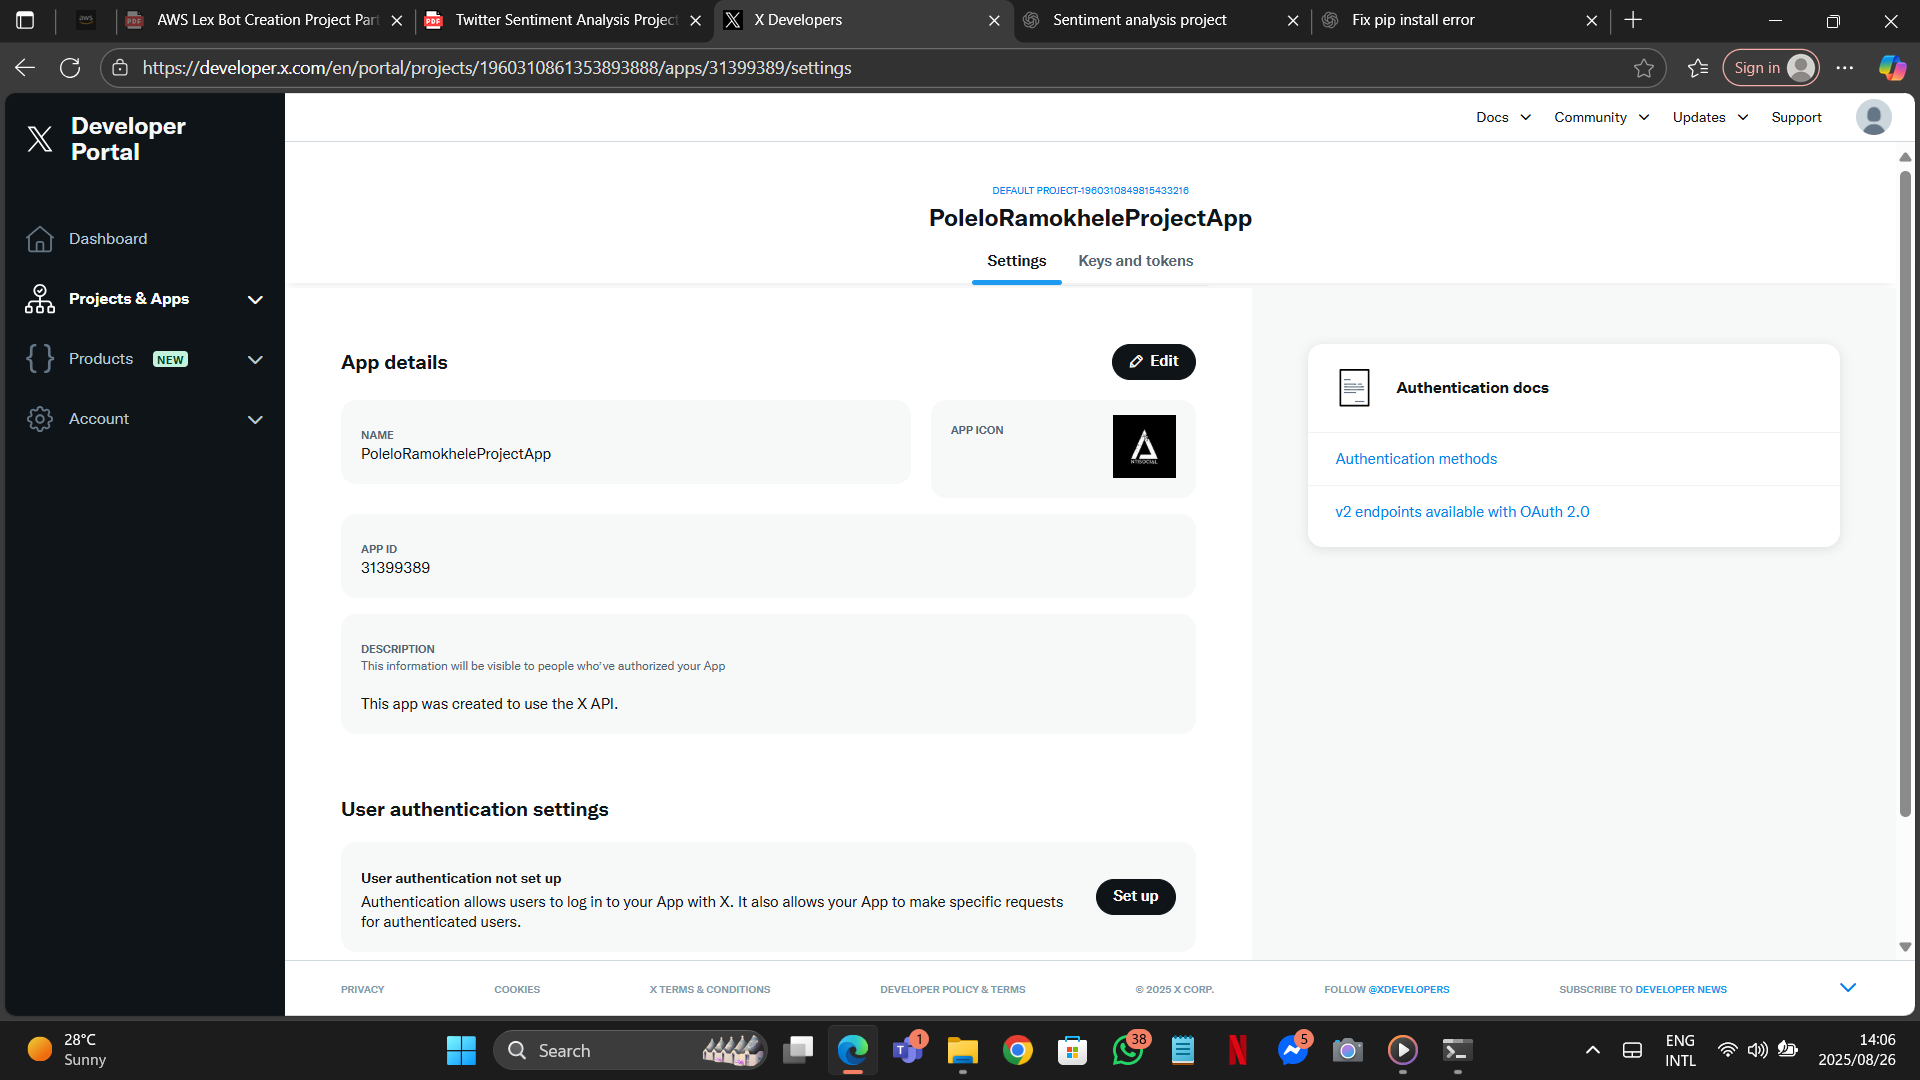 AWS Lex Bot Creation Project Part
Twitter Sentiment Analysis Project
X Developers
Sentiment analysis project
Fix pip install error
https://developer.x.com/en/portal/projects/1960310861353893888/apps/31399389/settings
Sign in
Developer
Portal
Docs
Community
Updates
Support
Dashboard
Projects & Apps
Products
NEW
Account
DEFAULT PROJECT-1960310849815433216
PoleloRamokheleProjectApp
Settings
Keys and tokens
App details
Edit
NAME
PoleloRamokheleProjectApp
APP ICON
NTISOCIAL
APP ID
31399389
DESCRIPTION
This information will be visible to people who've authorized your App
This app was created to use the X API.
Authentication docs
Authentication methods
v2 endpoints available with OAuth 2.0
User authentication settings
User authentication not set up
Authentication allows users to log in to your App with X. It also allows your App to make specific requests
for authenticated users.
Set up
PRIVACY
COOKIES
X TERMS & CONDITIONS
DEVELOPER POLICY & TERMS
© 2025 X CORP.
FOLLOW @XDEVELOPERS
SUBSCRIBE TO DEVELOPER NEWS
28°C
Sunny
Search
1
38
5
ENG
INTL
14:06
2025/08/26